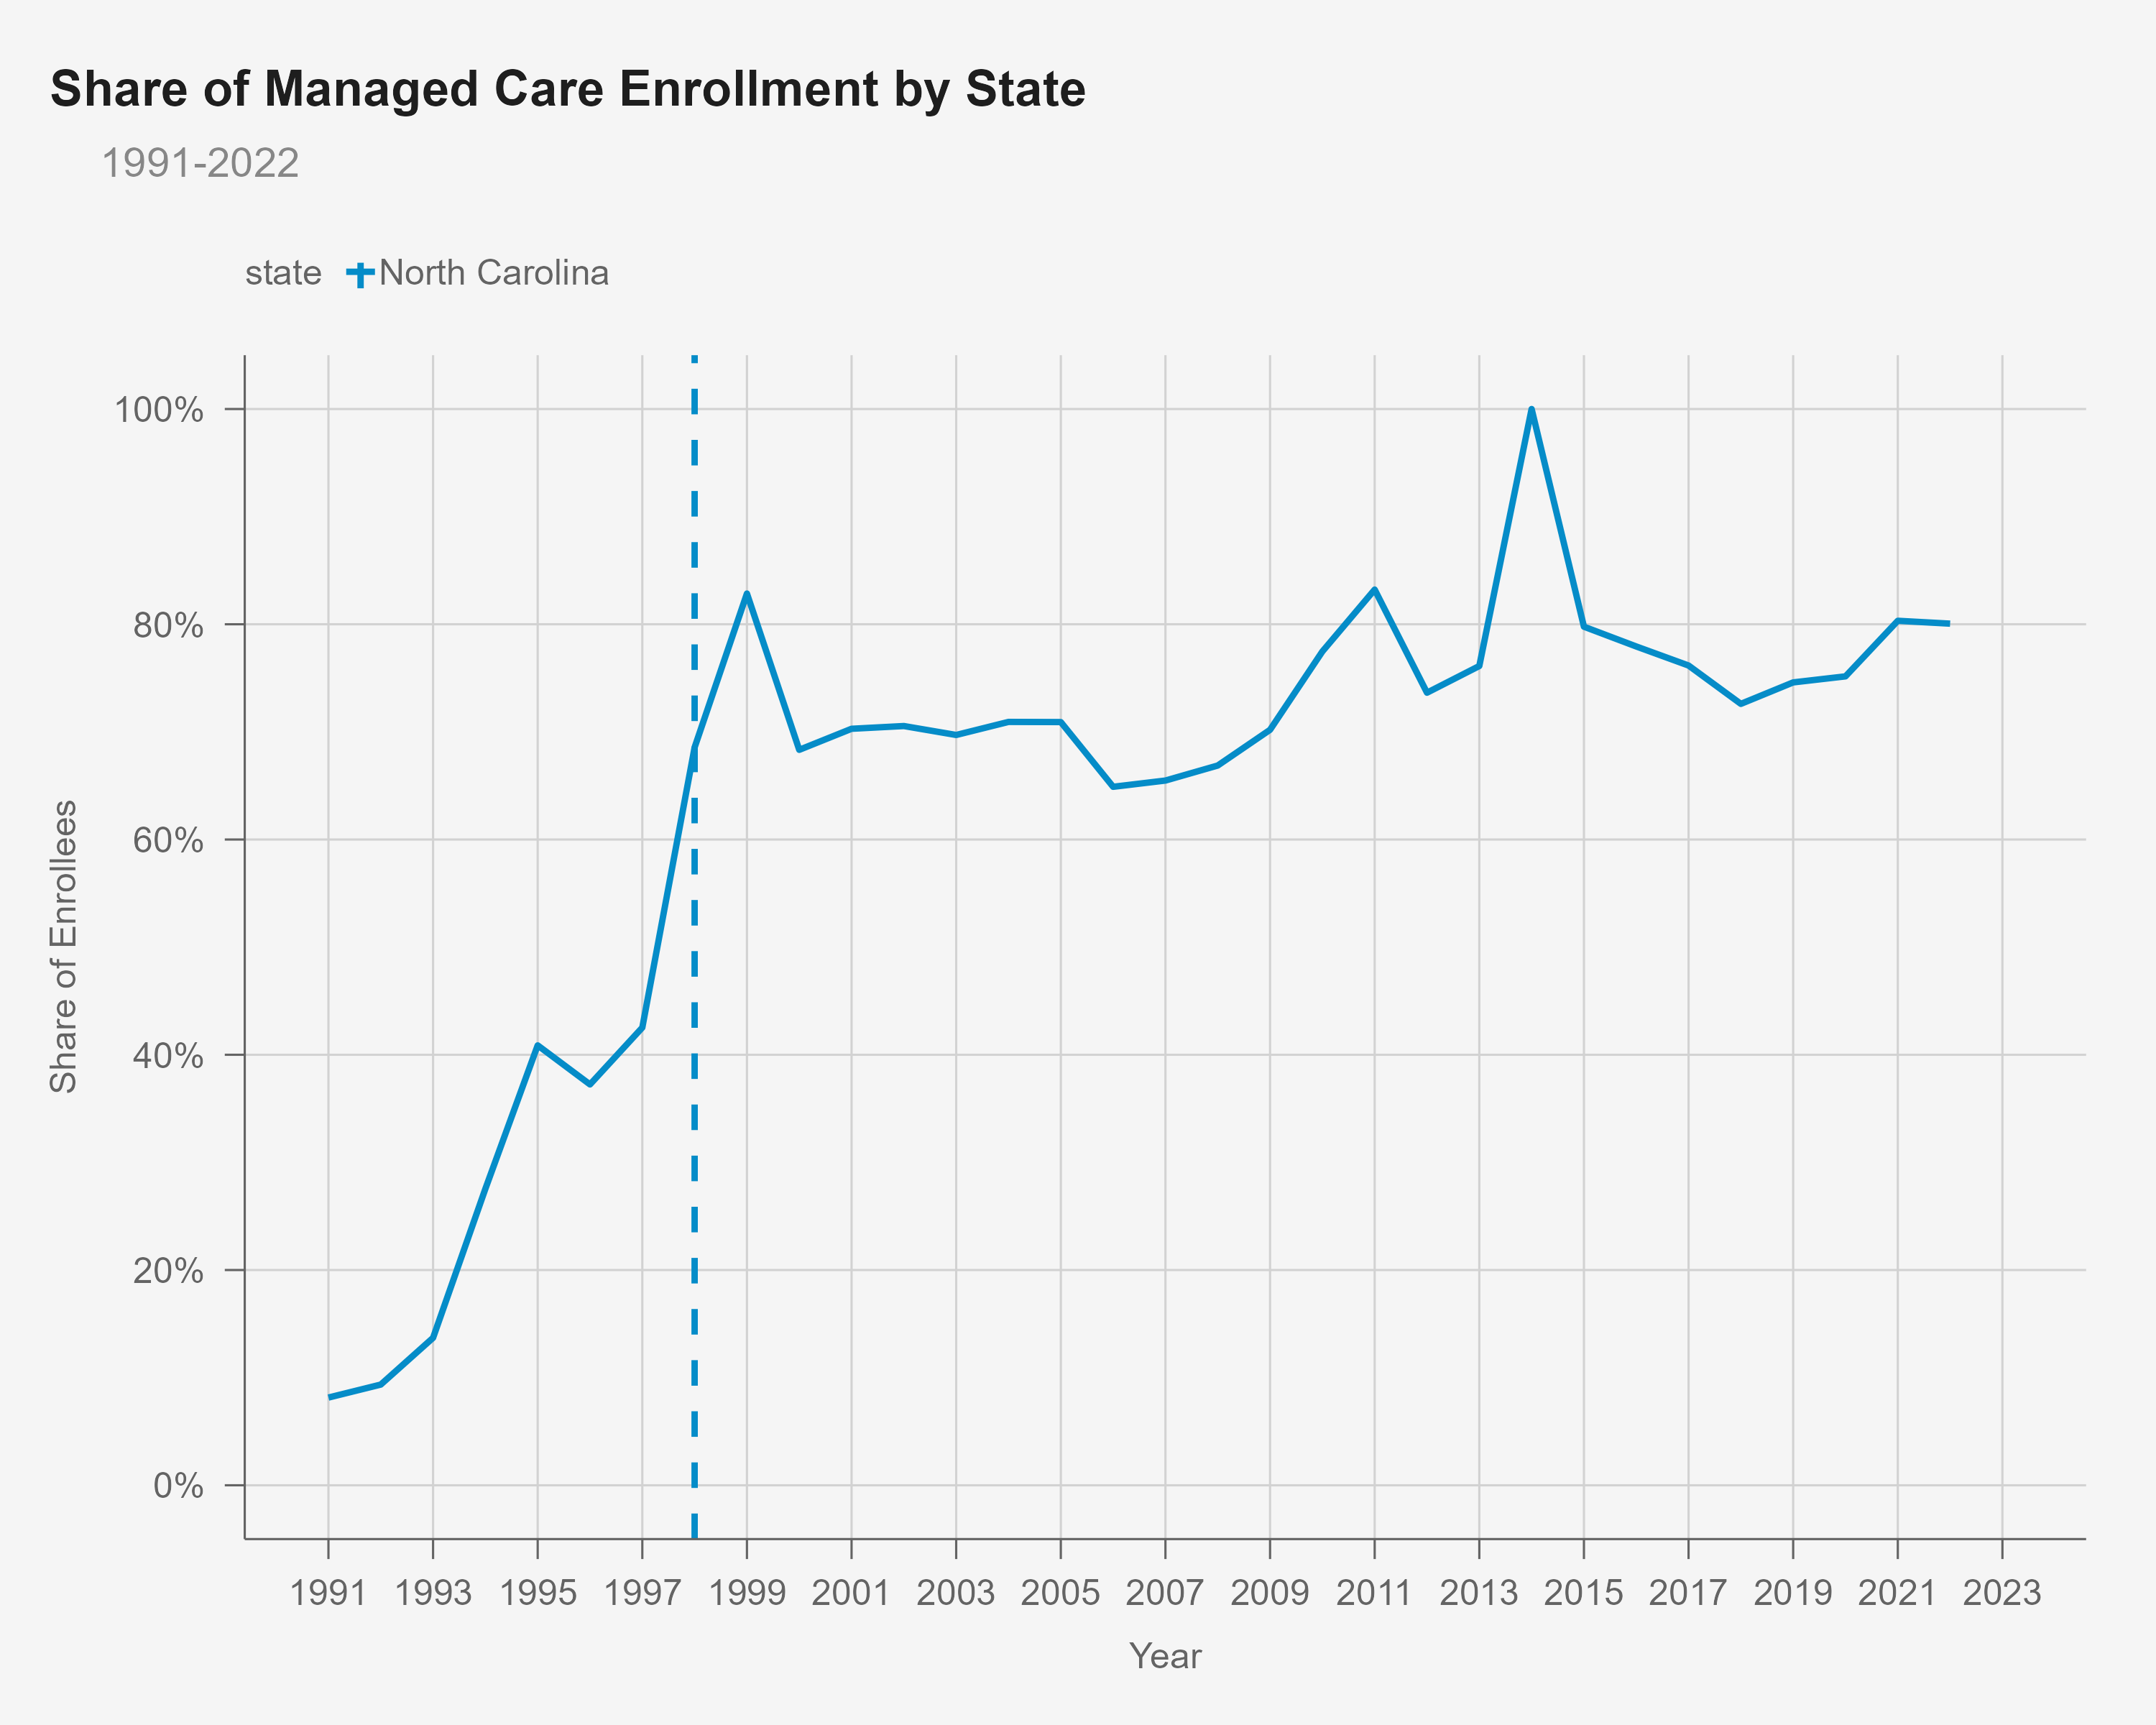 Share of Managed Care Enrollment by State
1991-2022
state North Carolina
100%
80%
60%
40%
20%
0%
Share of Enrollees
1991 1993 1995 1997 1999 2001 2003 2005 2007 2009 2011 2013 2015 2017 2019 2021 2023
Year